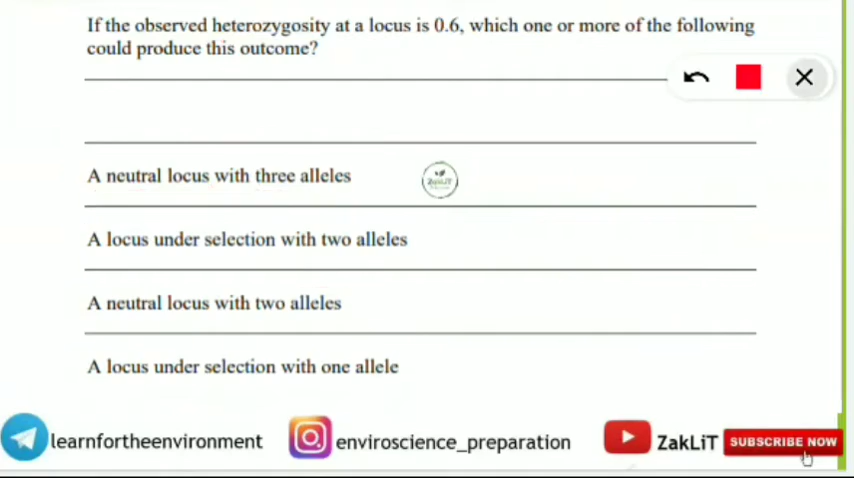 If the observed heterozygosity at a locus is 0.6, which one or more of the following
could produce this outcome?
A neutral locus with three alleles
ZakLiT
A locus under selection with two alleles
A neutral locus with two alleles
A locus under selection with one allele
learnfortheenvironment
enviroscience_preparation
ZakLiT
SUBSCRIBE NOW